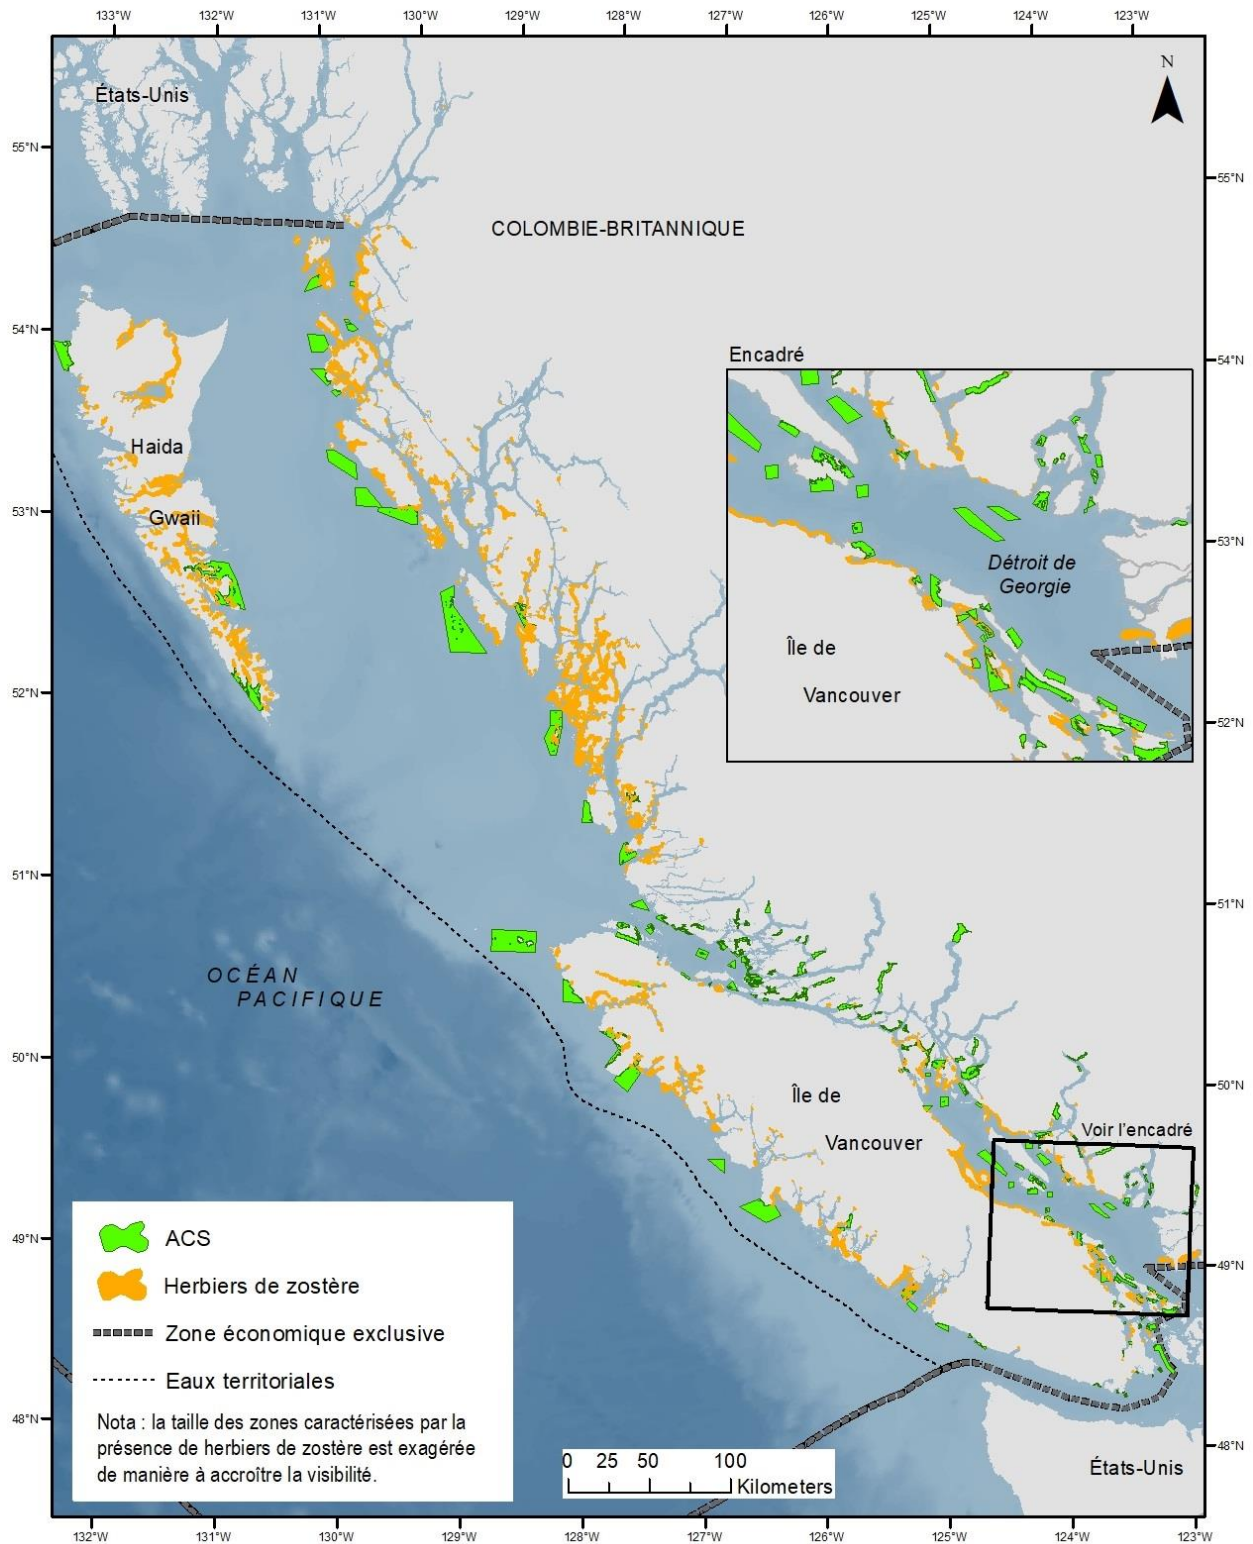 133°W 132°W 131°W 130°W 129°W 128°W 127°W 126°W 125°W 124°W 123°W
N
États-Unis
55°N
55°N
COLOMBIE-BRITANNIQUE
54°N
54°N
Encadré
Haida
Gwaii
53°N
53°N
Détroit de
Georgie
Île de
Vancouver
52°N
52°N
51°N
51°N
OCÉAN
PACIFIQUE
50°N
50°N
Île de
Vancouver
Voir l'encadré
49°N
49°N
ACS
Herbiers de zostère
Zone économique exclusive
Eaux territoriales
Nota : la taille des zones caractérisées par la
présence de herbiers de zostère est exagérée
de manière à accroître la visibilité.
48°N
48°N
0 25 50 100
Kilometers
États-Unis
132°W 131°W 130°W 129°W 128°W 127°W 126°W 125°W 124°W 123°W